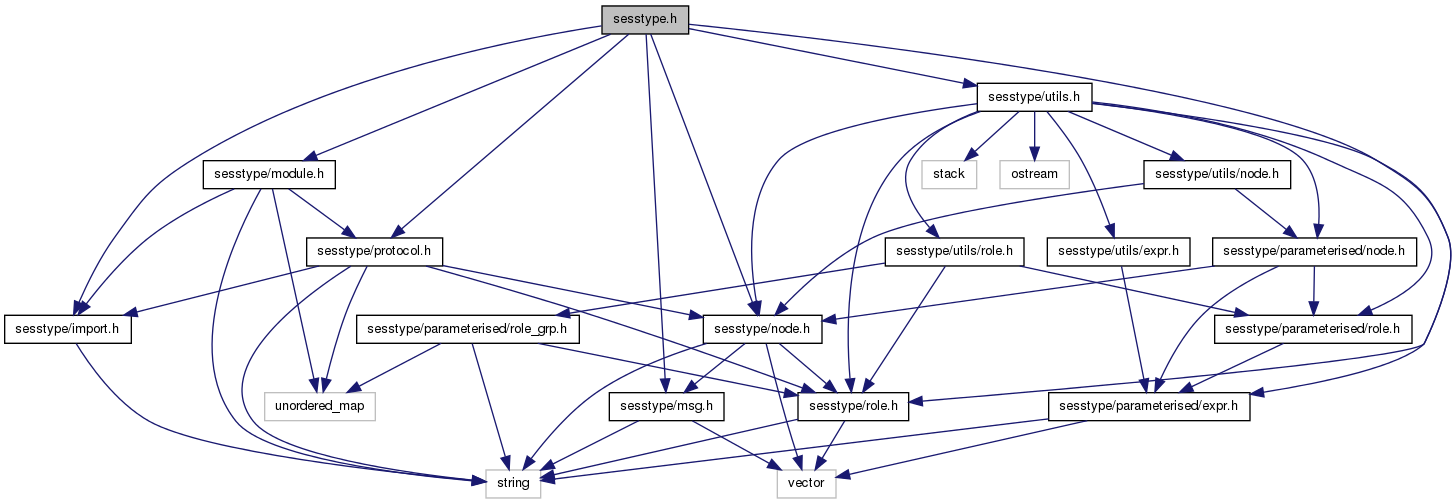 sesstype.h
sesstype/utils.h
sesstype/module.h
stack
ostream
sesstype/utils/node.h
sesstype/protocol.h
sesstype/utils/role.h
sesstype/utils/expr.h
sesstype/parameterised/node.h
sesstype/import.h
sesstype/parameterised/role_grp.h
sesstype/node.h
sesstype/parameterised/role.h
unordered_map
sesstype/msg.h
sesstype/role.h
sesstype/parameterised/expr.h
string
vector